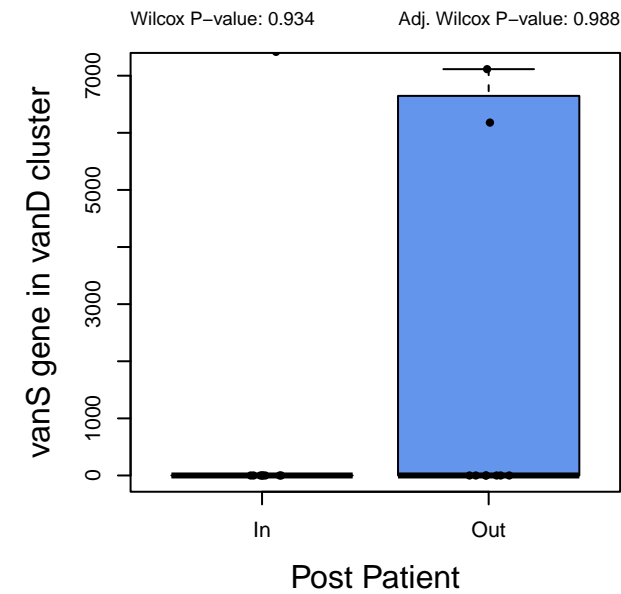 Wilcox P−value: 0.934 Adj. Wilcox P−value: 0.988
vanS gene in vanD cluster
7000
5000
3000
1000
0
In Out
Post Patient